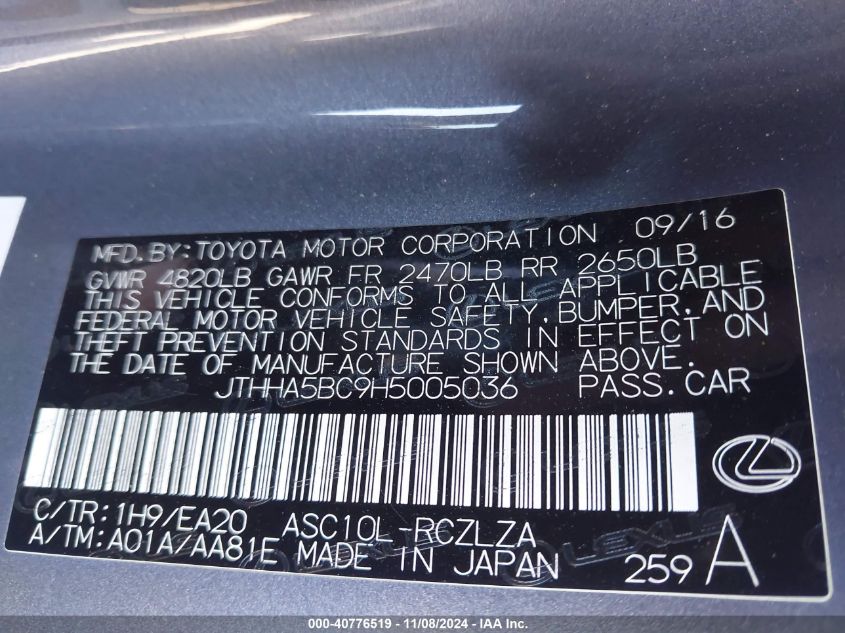 MFD.BY:TOYOTA MOTOR CORPORATION 09/16
GVWR 4820LB GAWR FR 2470LB RR 2650LB
THIS VEHICLE CONFORMS TO ALL APPLICABLE
FEDERAL MOTOR VEHICLE SAFETY, BUMPER, AND
THEFT PREVENTION STANDARDS IN EFFECT ON
THE DATE OF MANUFACTURE SHOWN ABOVE.
JTHHA5BC9H5005036 PASS.CAR
C/TR:1H9/EA20 ASC10L-RCZLZA
A/TM:A01A/AA81E MADE IN JAPAN 259 A
000-40776519 - 11/08/2024 - IAA Inc.